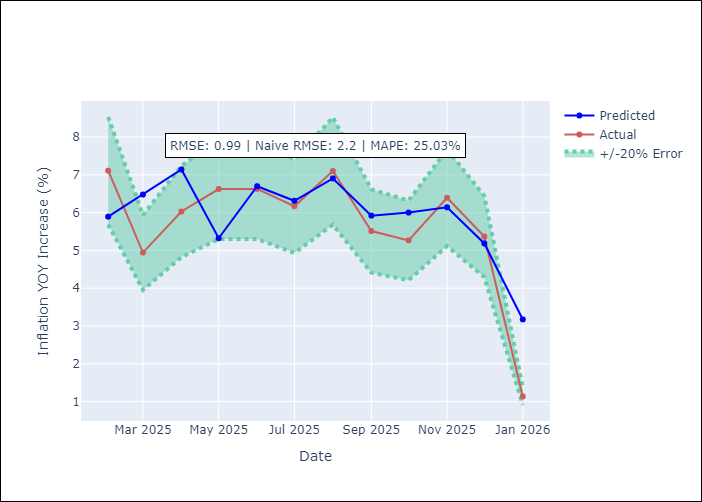 RMSE: 0.99 | Naive RMSE: 2.2 | MAPE: 25.03%
Predicted
Actual
+/-20% Error
Inflation YOY Increase (%)
8
7
6
5
4
3
2
1
Mar 2025
May 2025
Jul 2025
Sep 2025
Nov 2025
Jan 2026
Date